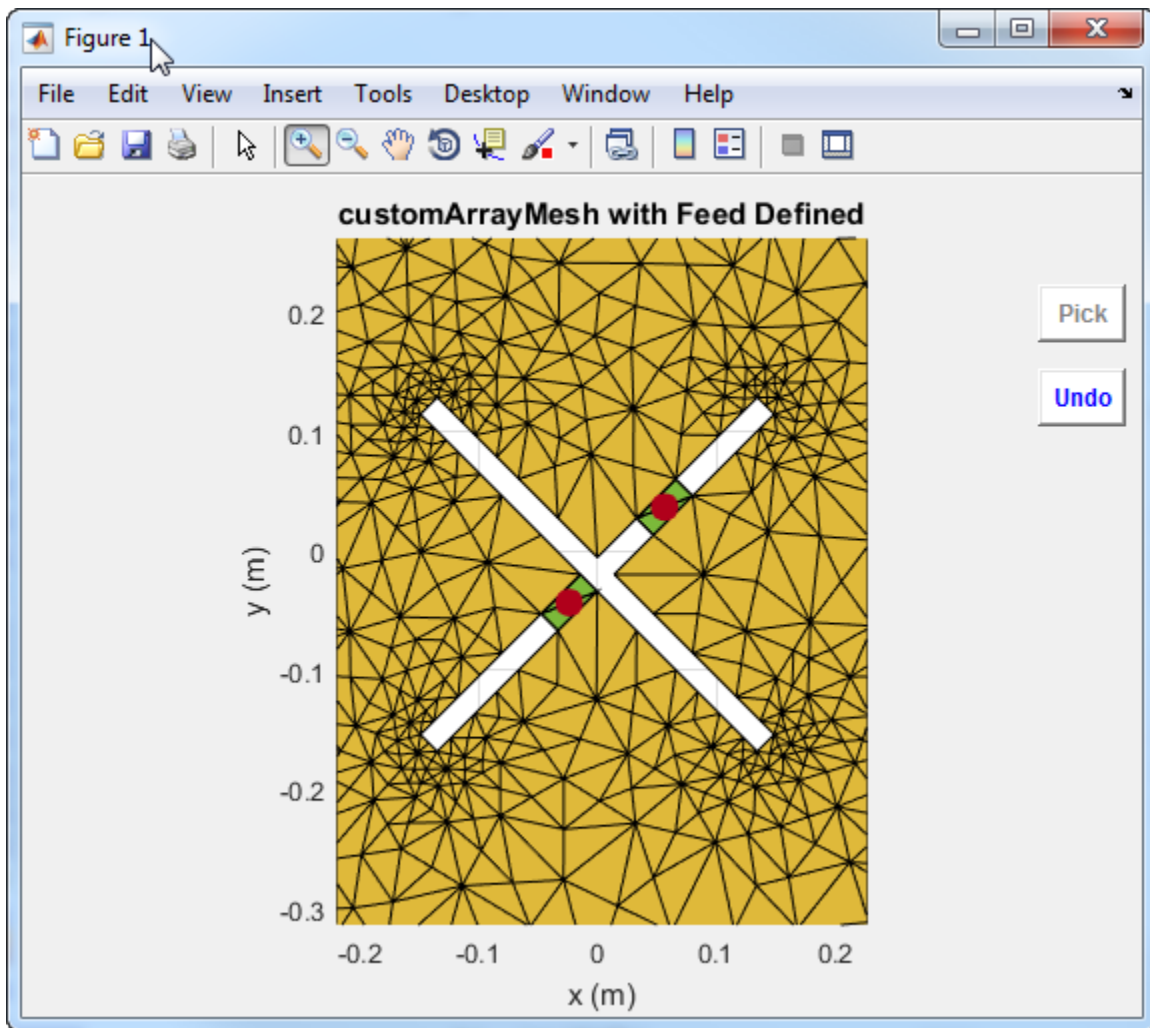 Figure 1
File Edit View Insert Tools Desktop Window Help
customArrayMesh with Feed Defined
Pick
Undo
0.2
0.1
0
-0.1
-0.2
-0.3
y (m)
-0.2 -0.1 0 0.1 0.2
x (m)